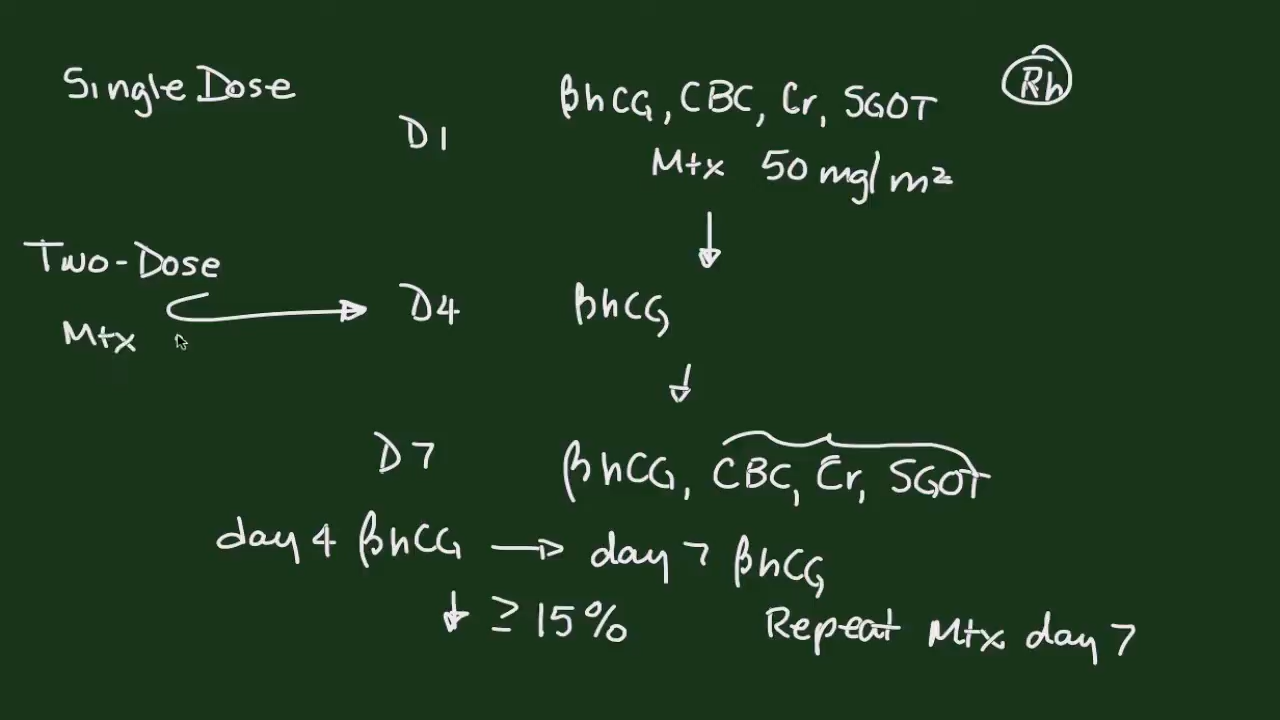 Single Dose
βhCG, CBC, Cr, SGOT
Rh
D1
Mtx 50 mg/m²
Two-Dose
D4
βhCG
Mtx
D7
βhCG, CBC, Cr, SGOT
day 4 βhCG → day 7 βhCG
↓ ≥ 15%
Repeat Mtx day 7